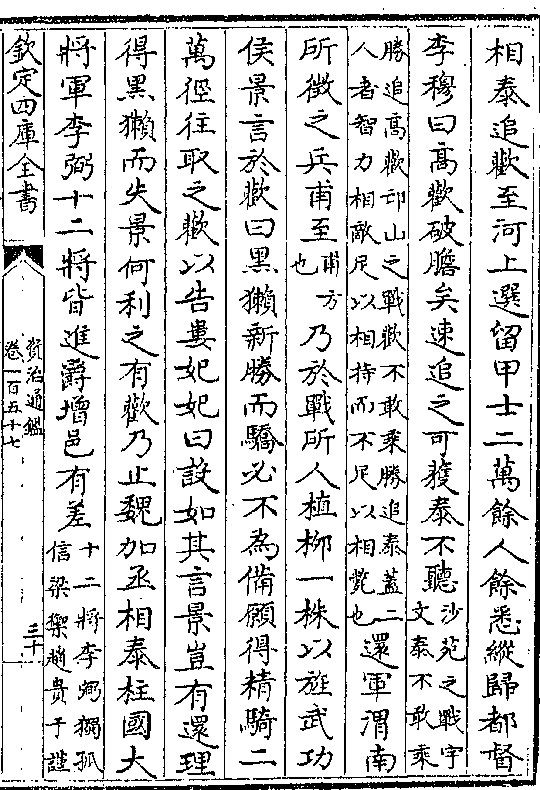 相泰追歡至河上選留甲士二萬餘人餘悉縱歸都督
李穆曰高歡破膽矣速追之可獲泰不聽沙苑之戰宇文泰不敢乘
勝追高歡邙山之戰歡不敢乘勝追泰蓋二人者智力相敵足以相持而不足以相斃也還軍渭南
所徵之兵甫至甫方也乃於戰所人植柳一株以旌武功
侯景言於歡曰黑獺新勝而驕必不為備願得精騎二
萬徑往取之歡以告婁妃妃曰設如其言景豈有還理
得黑獺而失景何利之有歡乃止魏加丞相泰柱國大
將軍李弼十二將皆進爵增邑有差十二將李弼獨孤信梁禦趙貴于謹
欽定四庫全書
資治通鑑
卷一百五十七
三十